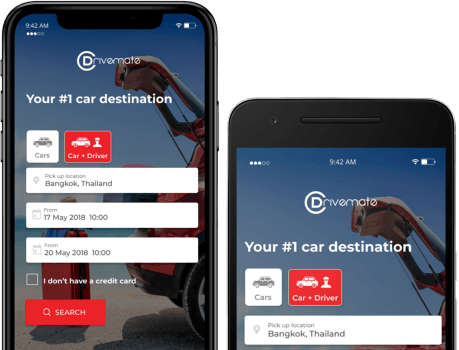 9:42 AM
Drivemate
Your #1 car destination
Cars
Car + Driver
Pick up location
Bangkok, Thailand
From
17 May 2018 10:00
From
20 May 2018 10:00
I don't have a credit card
SEARCH
9:42 AM
Drivemate
Your #1 car destination
Cars
Car + Driver
Pick up location
Bangkok, Thailand